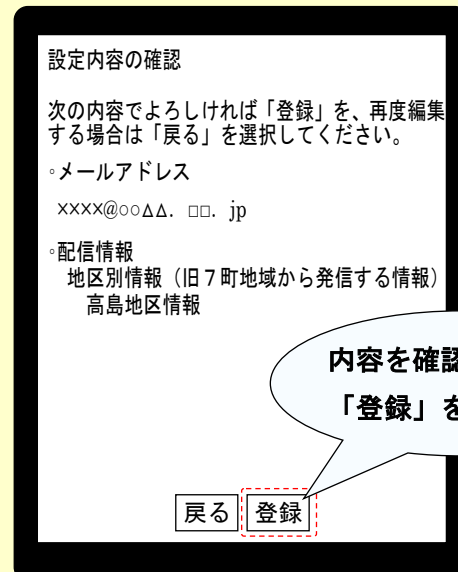 設定内容の確認
次の内容でよろしければ「登録」を、再度編集
する場合は「戻る」を選択してください。
◦メールアドレス
××××@○○△△. □□. jp
◦配信情報
地区別情報（旧７町地域から発信する情報）
高島地区情報
内容を確認
「登録」を
戻る 登録